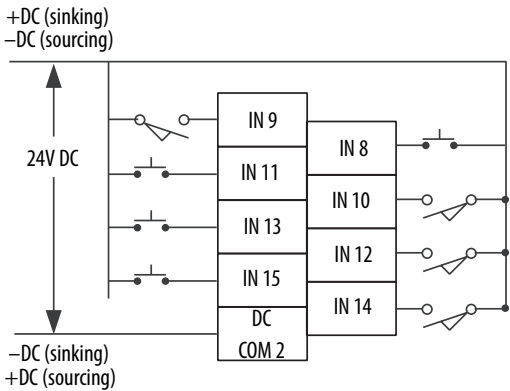 +DC (sinking)
–DC (sourcing)
24V DC
IN 9
IN 11
IN 13
IN 15
DC
COM 2
IN 8
IN 10
IN 12
IN 14
–DC (sinking)
+DC (sourcing)